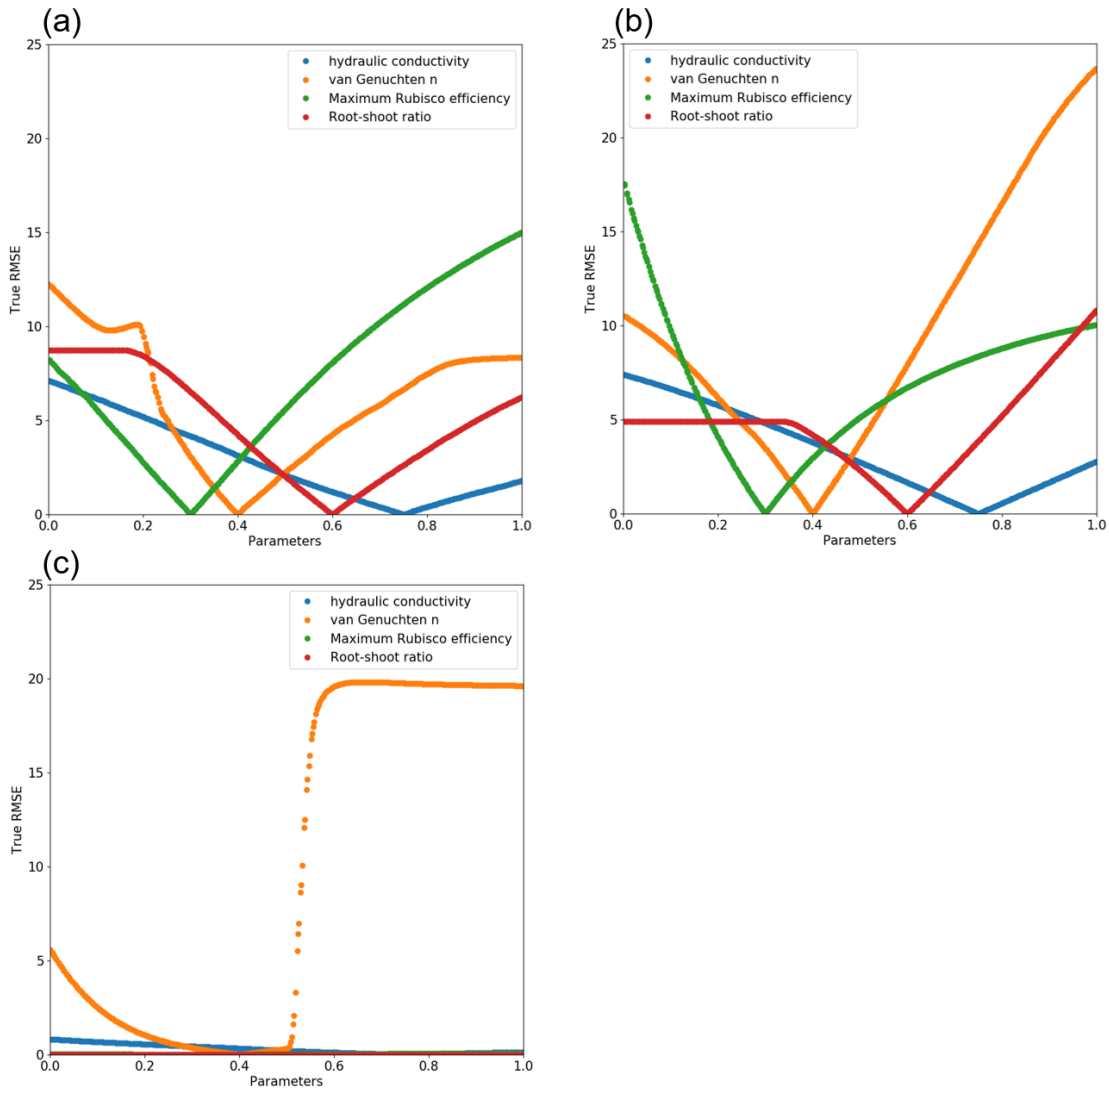 (a)
25
20
15
10
5
0
True RMSE
hydraulic conductivity
van Genuchten n
Maximum Rubisco efficiency
Root-shoot ratio
0.0 0.2 0.4 0.6 0.8 1.0
Parameters
(b)
25
20
15
10
5
0
True RMSE
hydraulic conductivity
van Genuchten n
Maximum Rubisco efficiency
Root-shoot ratio
0.0 0.2 0.4 0.6 0.8 1.0
Parameters
(c)
25
20
15
10
5
0
True RMSE
hydraulic conductivity
van Genuchten n
Maximum Rubisco efficiency
Root-shoot ratio
0.0 0.2 0.4 0.6 0.8 1.0
Parameters